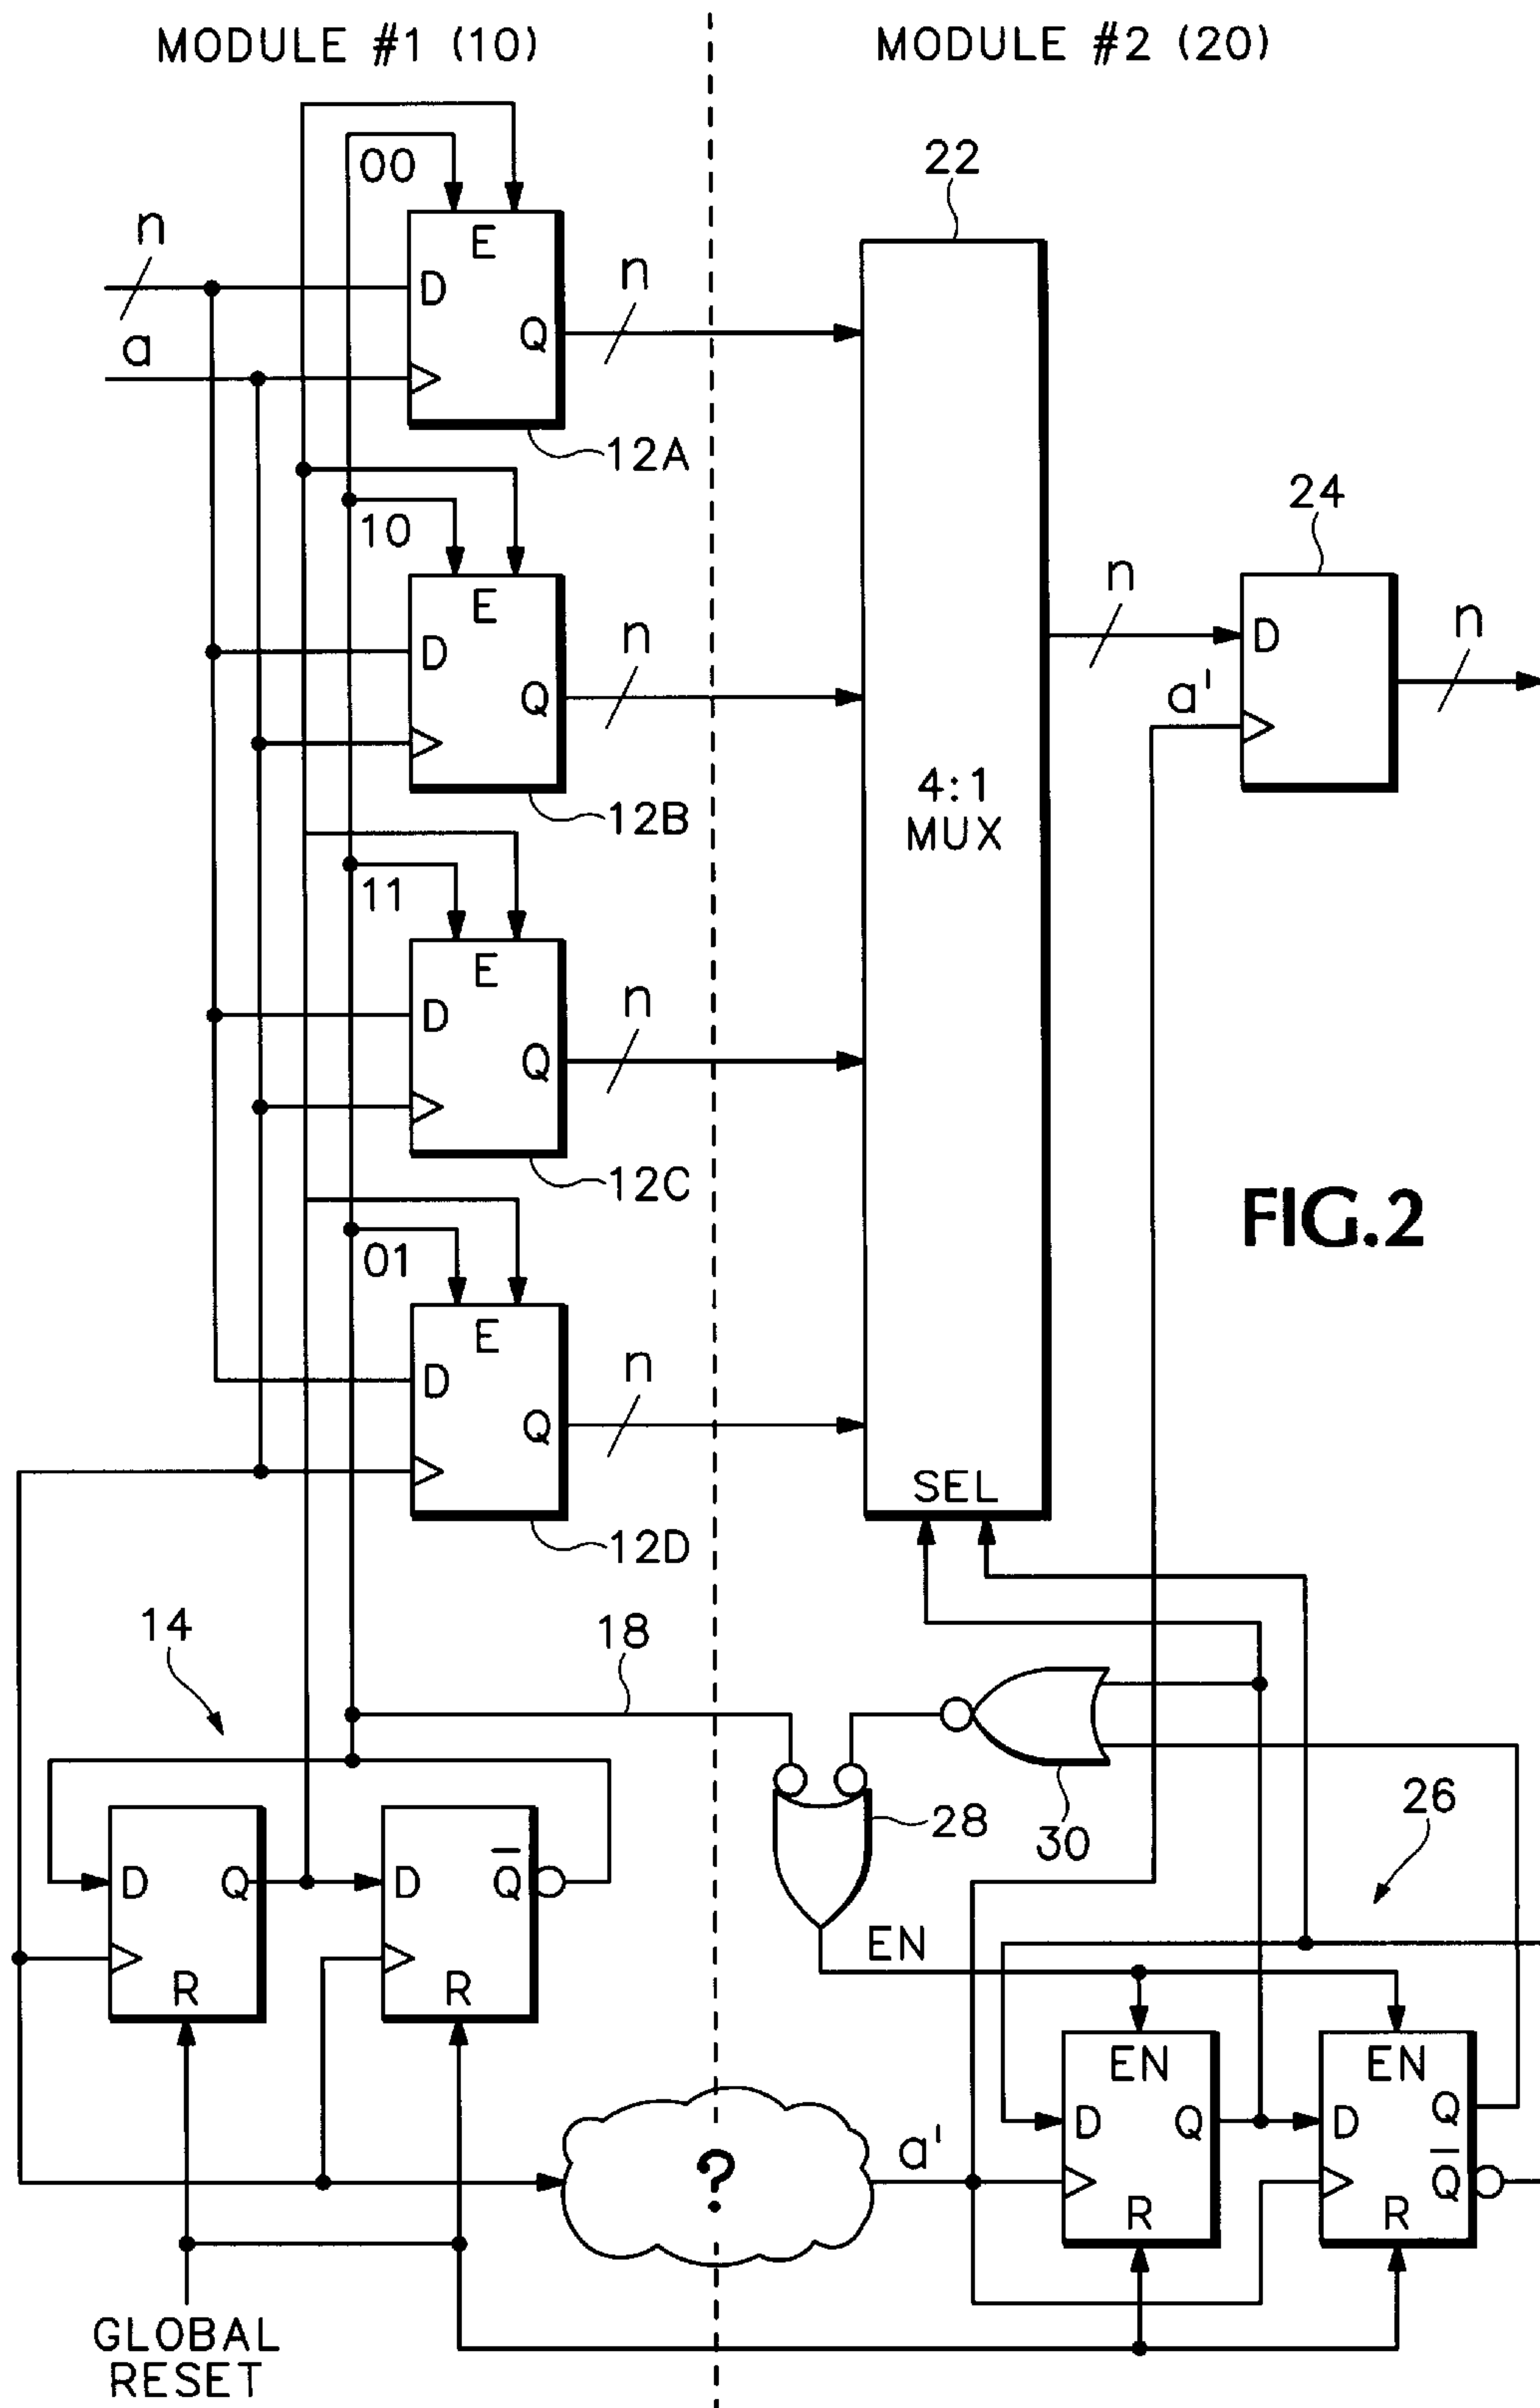 MODULE #1 (10)
MODULE #2 (20)
00
22
n
E
D
n
Q
a
12A
24
10
E
n
n
D
n
D
Q
a'
4:1
MUX
12B
11
E
n
D
Q
12C
FIG.2
01
E
n
D
Q
SEL
12D
14
18
28
30
26
D
Q
D
Q
EN
R
R
EN
EN
D
Q
D
Q
?
a'
Q
R
R
GLOBAL
RESET